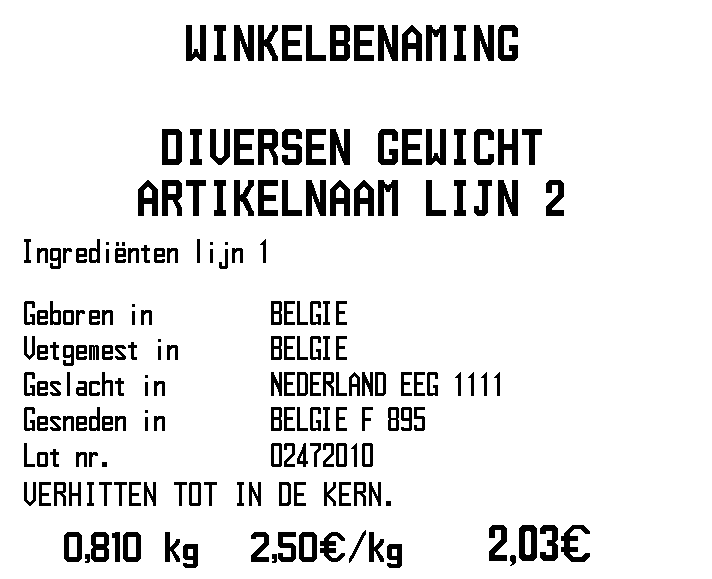 WINKELBENAMING
DIVERSEN GEWICHT
ARTIKELNAAM LIJN 2
Ingrediënten lijn 1
Geboren in BELGIE
Vetgemest in BELGIE
Geslacht in NEDERLAND EEG 1111
Gesneden in BELGIE F 895
Lot nr. 02472010
VERHITTEN TOT IN DE KERN.
0,810 kg 2,50€/kg 2,03€